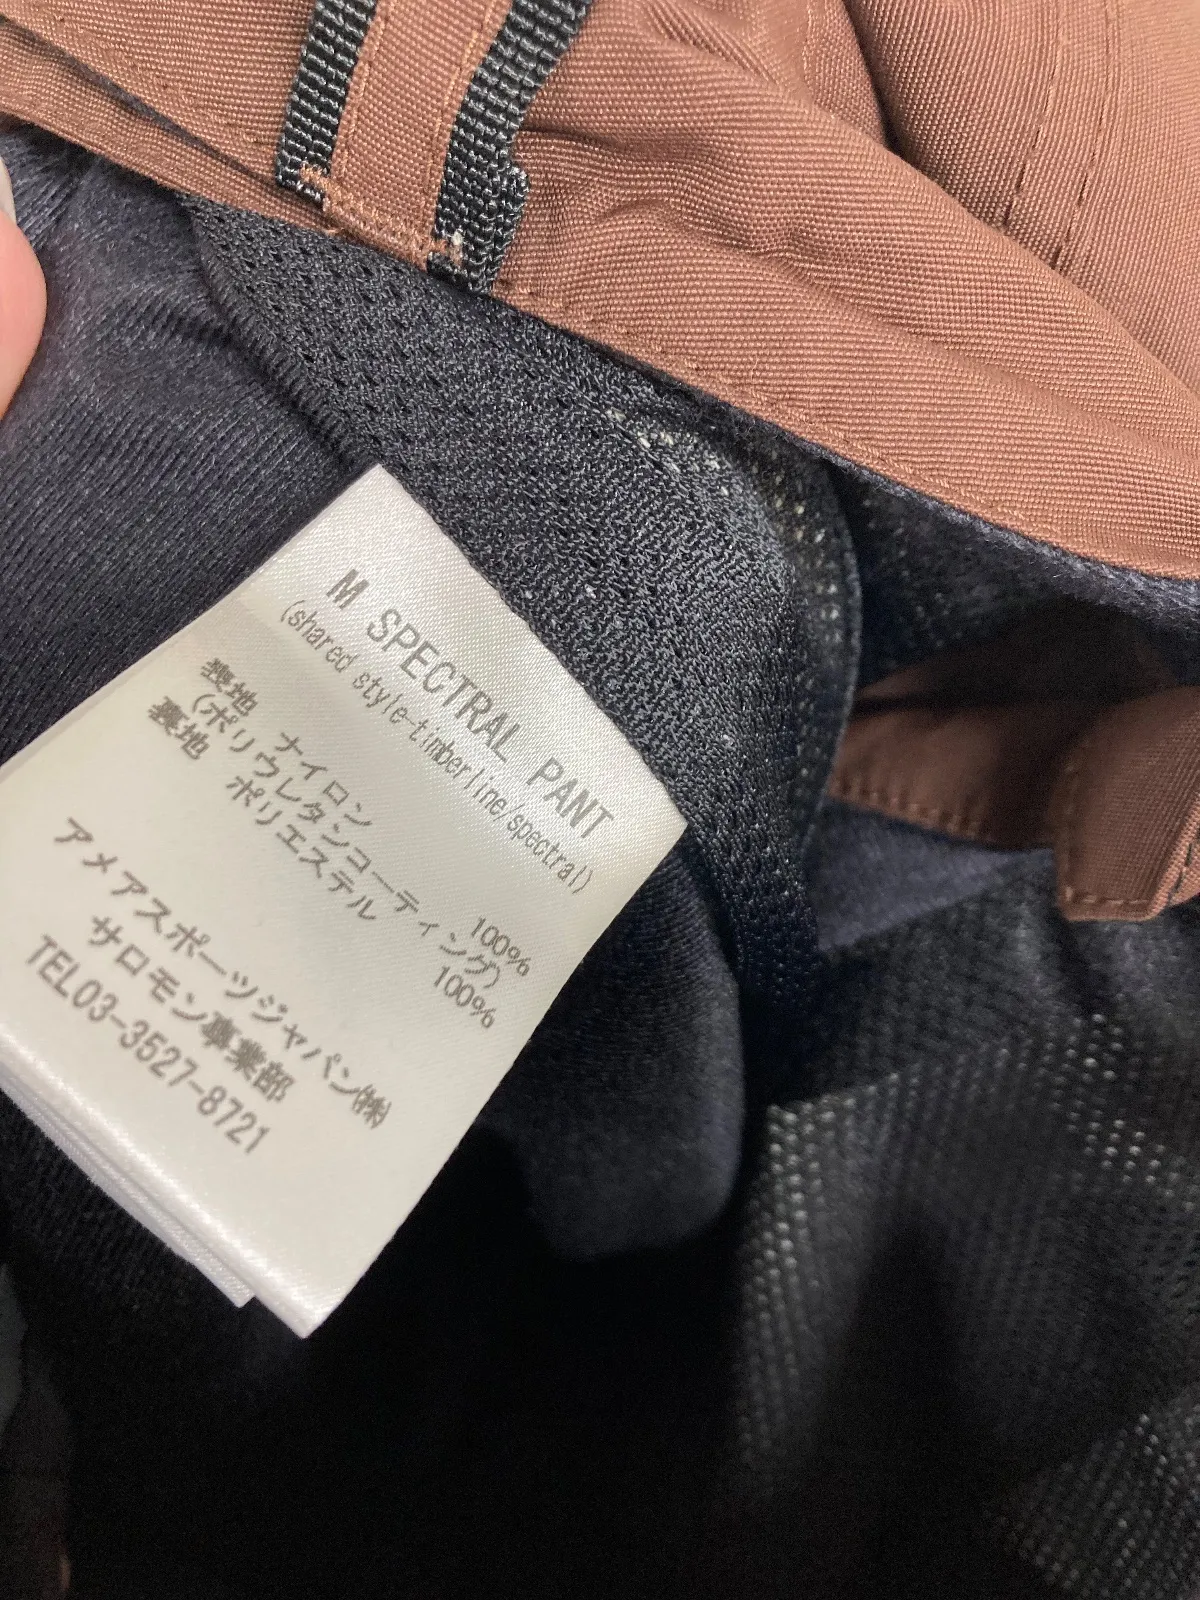 M SPECTRAL PANT
(shared style-timberline/spectral)
表地 ナイロン 100%
(ポリウレタンコーティング)
裏地 ポリエステル 100%
アメアスポーツジャパン㈱
サロモン事業部
TEL03-3527-8721